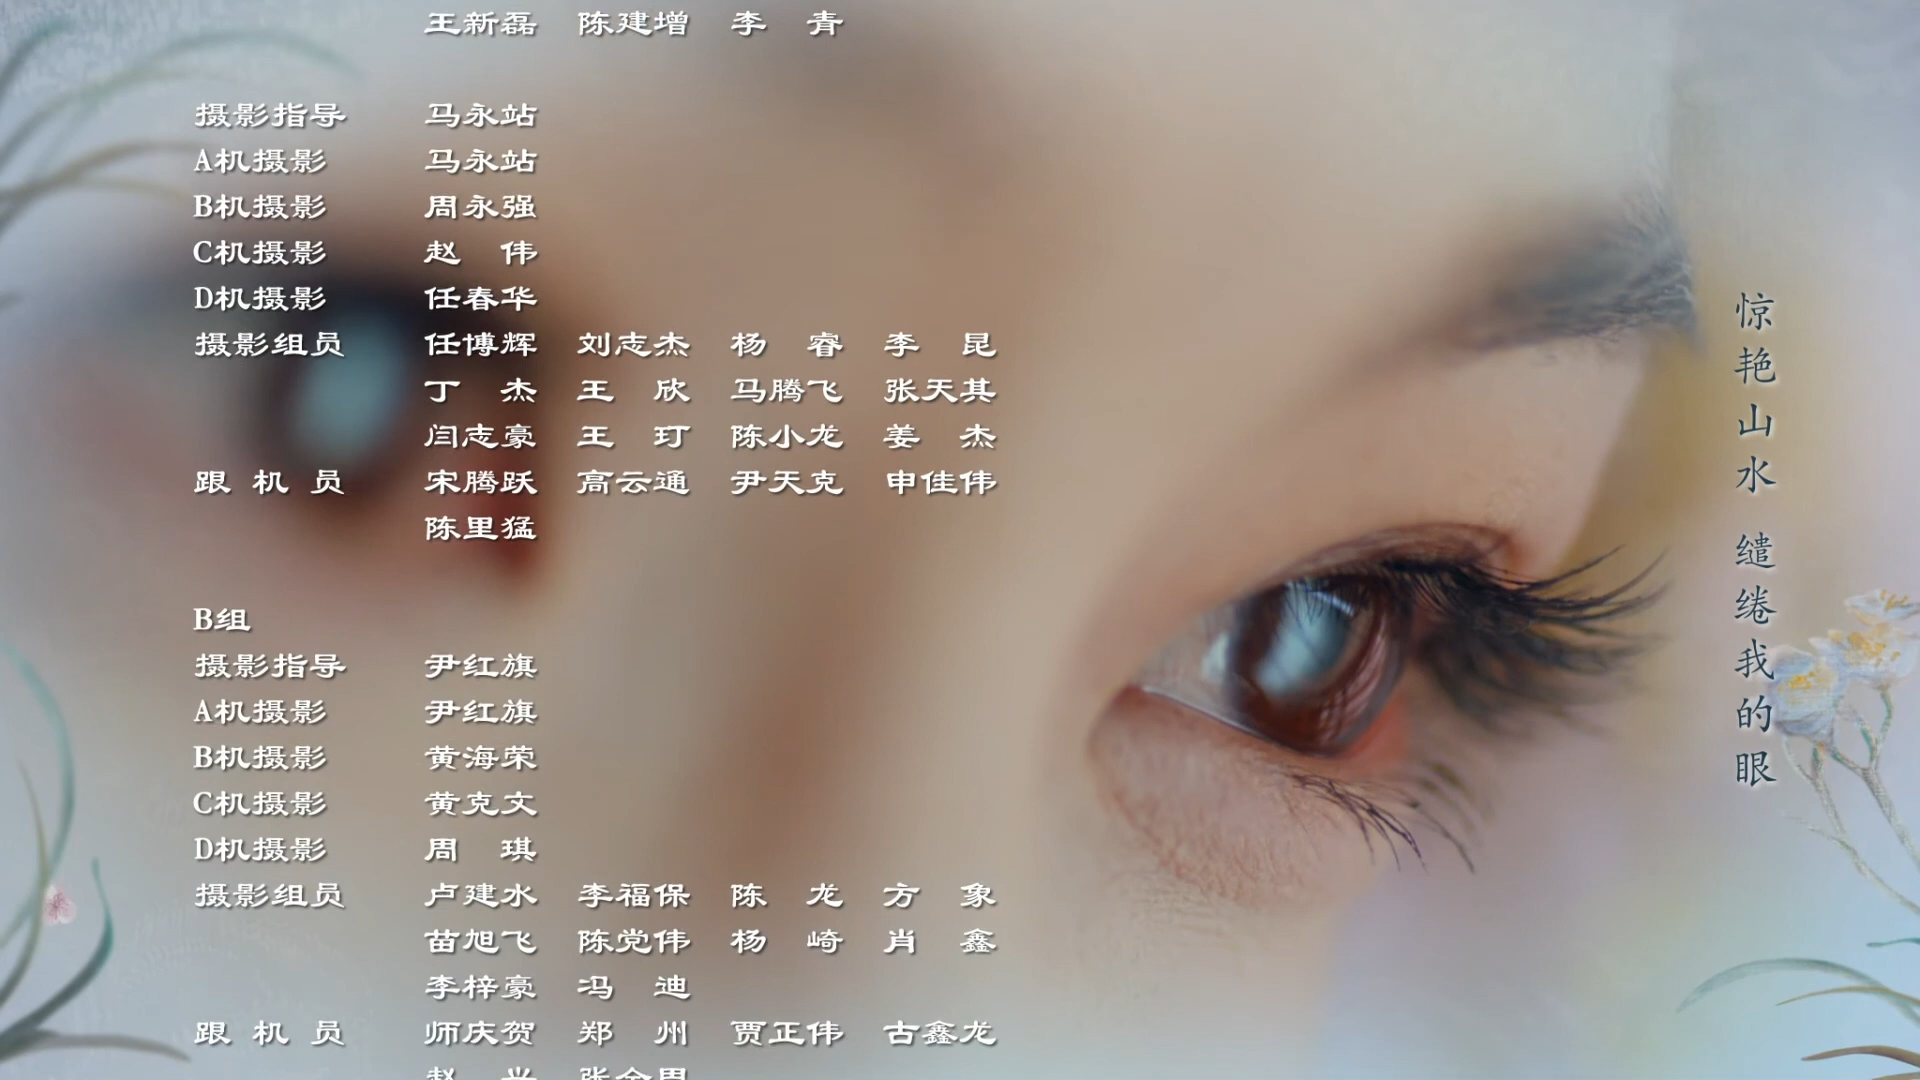 王新磊 陈建增 李 青
摄影指导 马永站
A机摄影 马永站
B机摄影 周永强
C机摄影 赵 伟
D机摄影 任春华
摄影组员 任博辉 刘志杰 杨 睿 李 昆
丁 杰 王 欣 马腾飞 张天其
闫志豪 王 玎 陈小龙 姜 杰
跟 机 员 宋腾跃 高云通 尹天克 申佳伟
陈里猛
B组
摄影指导 尹红旗
A机摄影 尹红旗
B机摄影 黄海荣
C机摄影 黄克文
D机摄影 周 琪
摄影组员 卢建水 李福保 陈 龙 方 象
苗旭飞 陈党伟 杨 崎 肖 鑫
李梓豪 冯 迪
跟 机 员 师庆贺 郑 州 贾正伟 古鑫龙
惊艳山水 缱绻我的眼